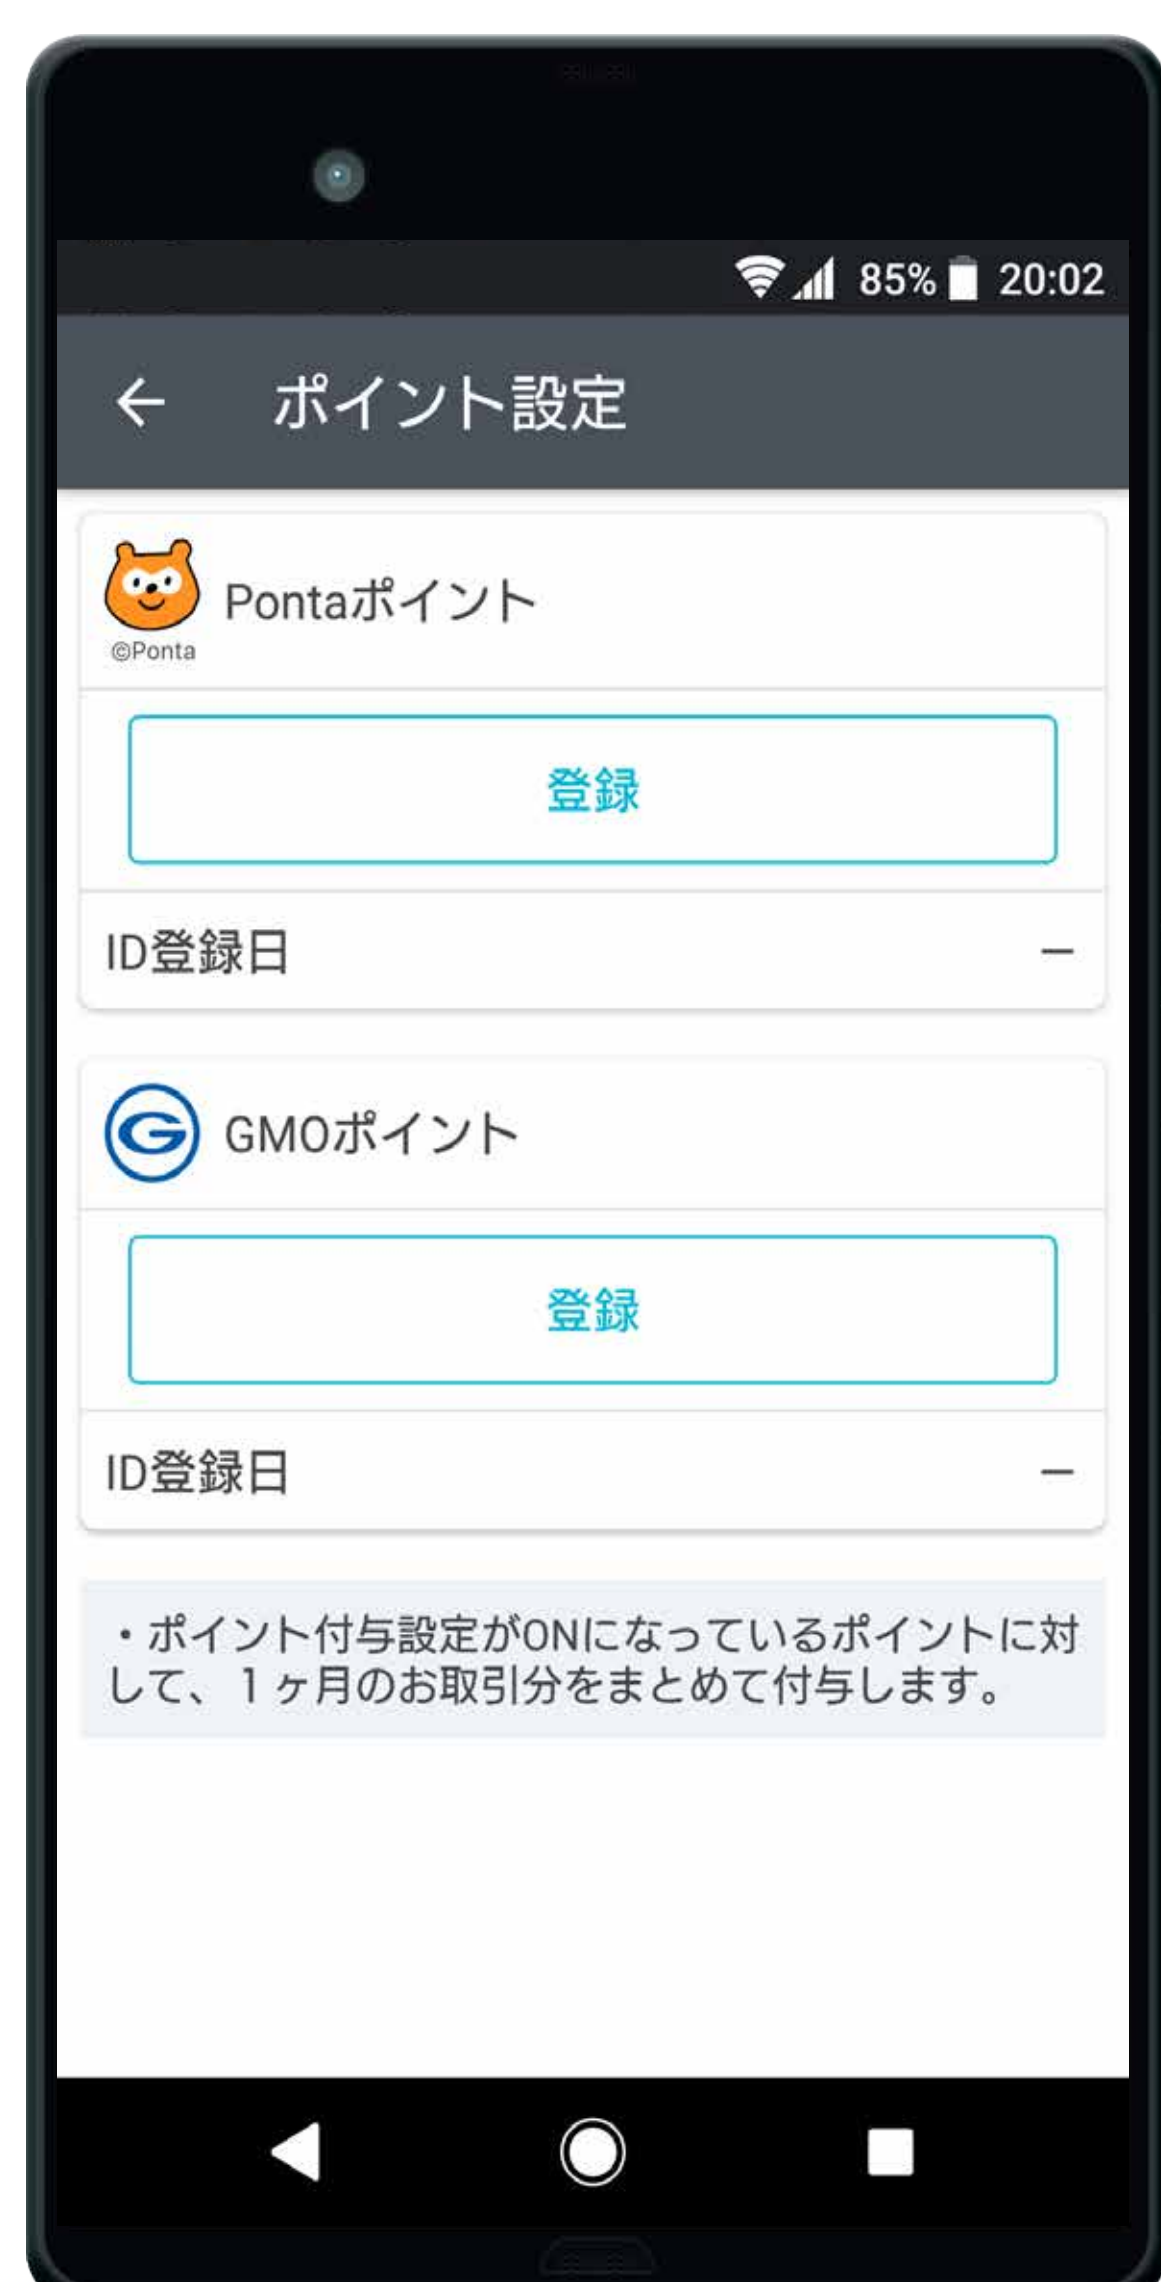 85% 20:02
ポイント設定
Pontaポイント
©Ponta
登録
ID登録日 ー
G GMOポイント
登録
ID登録日 ー
・ポイント付与設定がONになっているポイントに対
して、１ヶ月のお取引分をまとめて付与します。